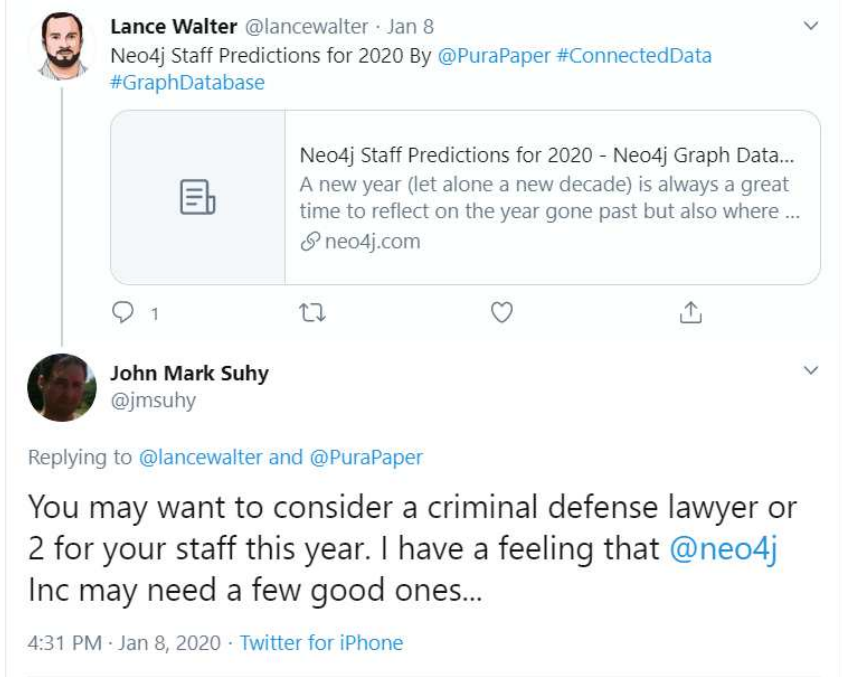 Lance Walter @lancewalter · Jan 8
Neo4j Staff Predictions for 2020 By @PuraPaper #ConnectedData
#GraphDatabase
Neo4j Staff Predictions for 2020 - Neo4j Graph Data...
A new year (let alone a new decade) is always a great
time to reflect on the year gone past but also where ...
neo4j.com
1
John Mark Suhy
@jmsuhy
Replying to @lancewalter and @PuraPaper
You may want to consider a criminal defense lawyer or
2 for your staff this year. I have a feeling that @neo4j
Inc may need a few good ones...
4:31 PM · Jan 8, 2020 · Twitter for iPhone